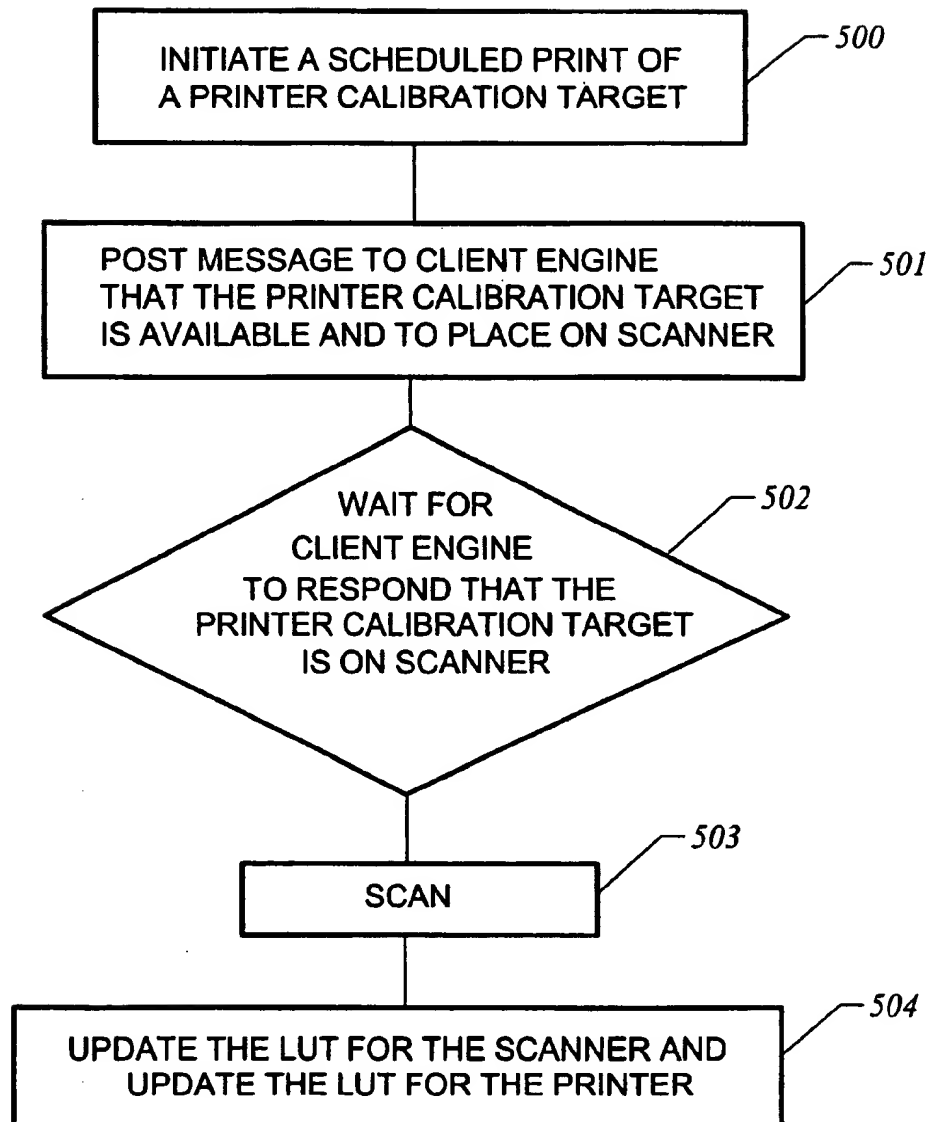 INITIATE A SCHEDULED PRINT OF
A PRINTER CALIBRATION TARGET
500
POST MESSAGE TO CLIENT ENGINE
THAT THE PRINTER CALIBRATION TARGET
IS AVAILABLE AND TO PLACE ON SCANNER
501
WAIT FOR
CLIENT ENGINE
TO RESPOND THAT THE
PRINTER CALIBRATION TARGET
IS ON SCANNER
502
SCAN
503
UPDATE THE LUT FOR THE SCANNER AND
UPDATE THE LUT FOR THE PRINTER
504